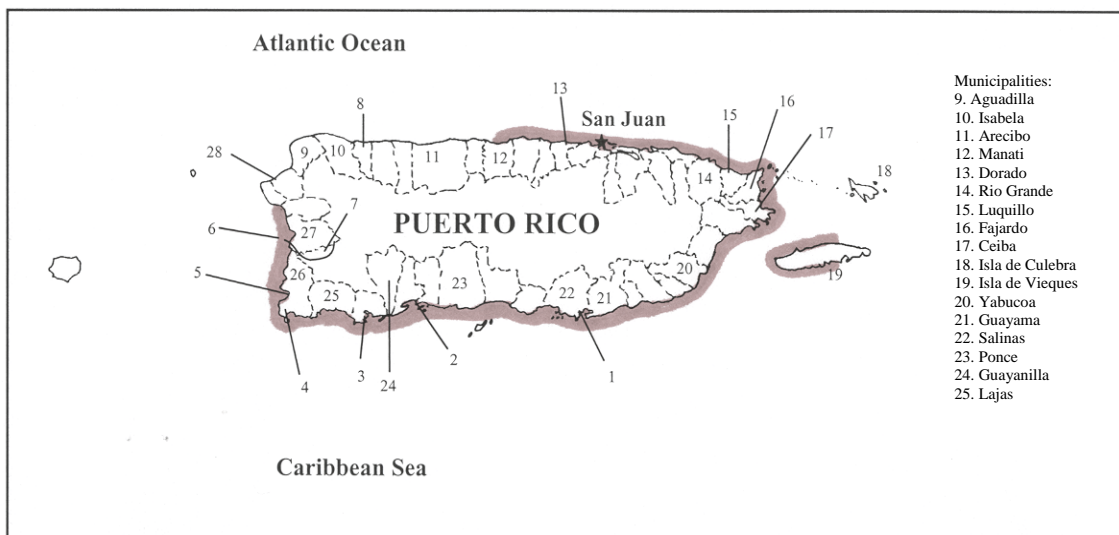 Atlantic Ocean
13
8
San Juan
15
16
17
28
9
10
11
12
14
18
PUERTO RICO
6
27
7
5
26
25
23
22
21
20
19
4
3
24
2
1
Caribbean Sea
Municipalities:
9. Aguadilla
10. Isabela
11. Arecibo
12. Manati
13. Dorado
14. Rio Grande
15. Luquillo
16. Fajardo
17. Ceiba
18. Isla de Culebra
19. Isla de Vieques
20. Yabucoa
21. Guayama
22. Salinas
23. Ponce
24. Guayanilla
25. Lajas